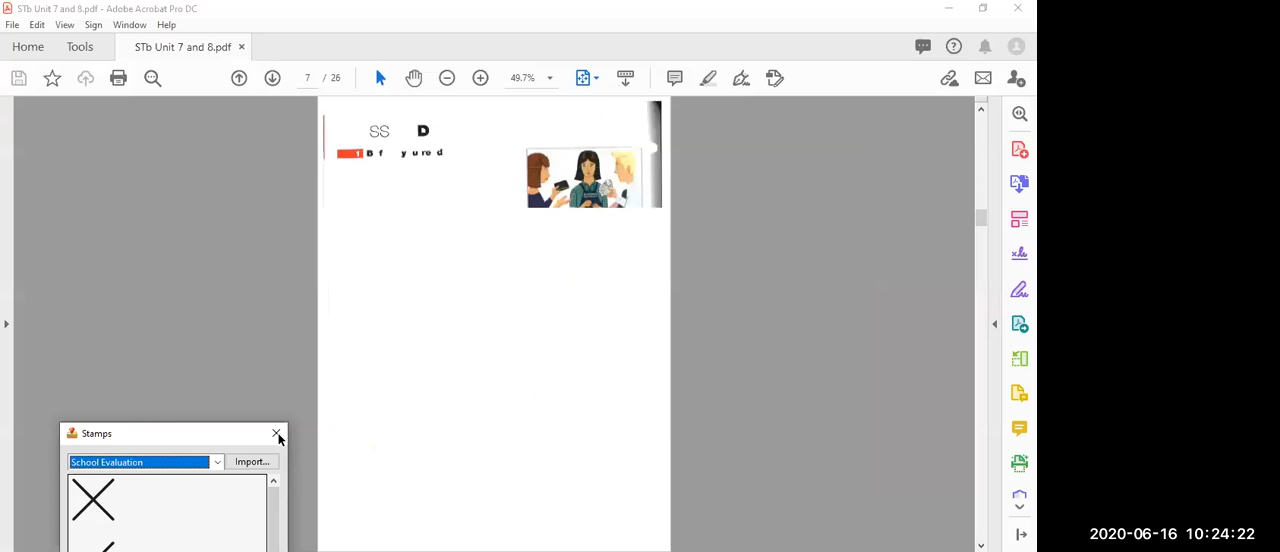 STb Unit 7 and 8.pdf - Adobe Acrobat Pro DC
File Edit View Sign Window Help
Home Tools STb Unit 7 and 8.pdf ×
7 / 26 49.7%
SS D
1 B f y u re d
Stamps
School Evaluation Import...
2020-06-16 10:24:22